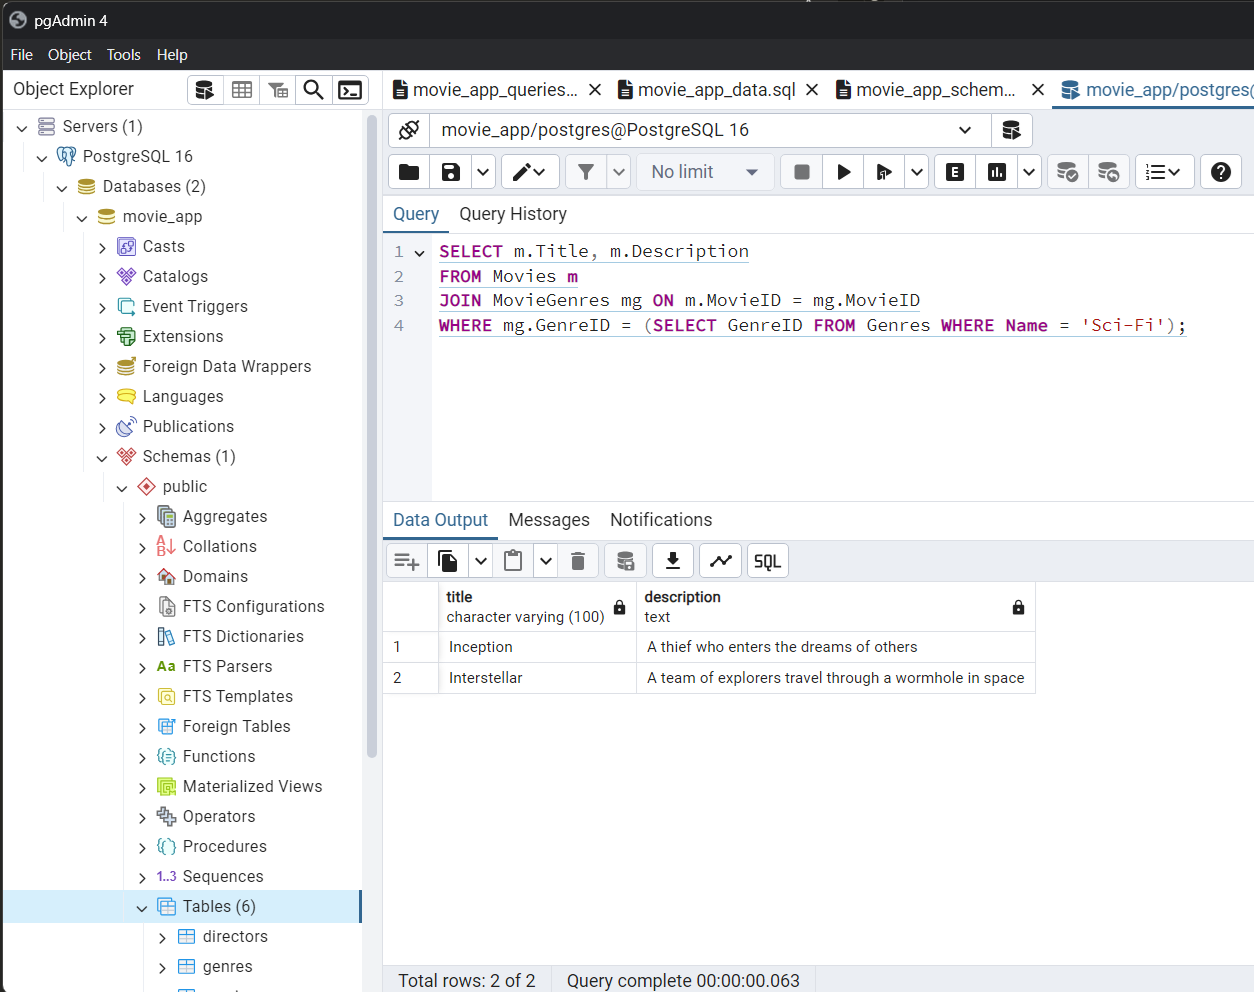 pgAdmin 4
File Object Tools Help
Object Explorer
movie_app_queries... movie_app_data.sql movie_app_schem... movie_app/postgres@
Servers (1)
PostgreSQL 16
Databases (2)
movie_app
Casts
Catalogs
Event Triggers
Extensions
Foreign Data Wrappers
Languages
Publications
Schemas (1)
public
Aggregates
Collations
Domains
FTS Configurations
FTS Dictionaries
Aa FTS Parsers
FTS Templates
Foreign Tables
Functions
Materialized Views
Operators
Procedures
1..3 Sequences
Tables (6)
directors
genres
movie_app/postgres@PostgreSQL 16
No limit
E
Query Query History
1 SELECT m.Title, m.Description
2 FROM Movies m
3 JOIN MovieGenres mg ON m.MovieID = mg.MovieID
4 WHERE mg.GenreID = (SELECT GenreID FROM Genres WHERE Name = 'Sci-Fi');
Data Output Messages Notifications
SQL
title description
character varying (100) text
1 Inception A thief who enters the dreams of others
2 Interstellar A team of explorers travel through a wormhole in space
Total rows: 2 of 2 Query complete 00:00:00.063